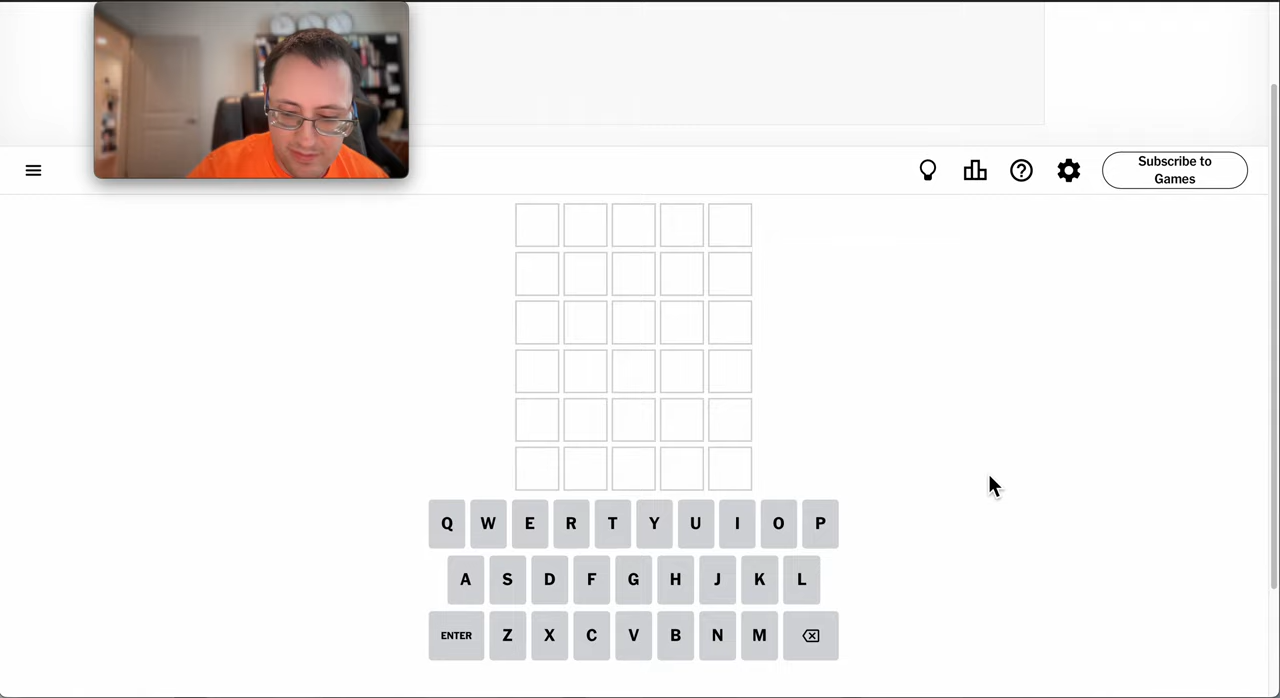 Subscribe to
Games
Q W E R T Y U I O P
A S D F G H J K L
ENTER Z X C V B N M